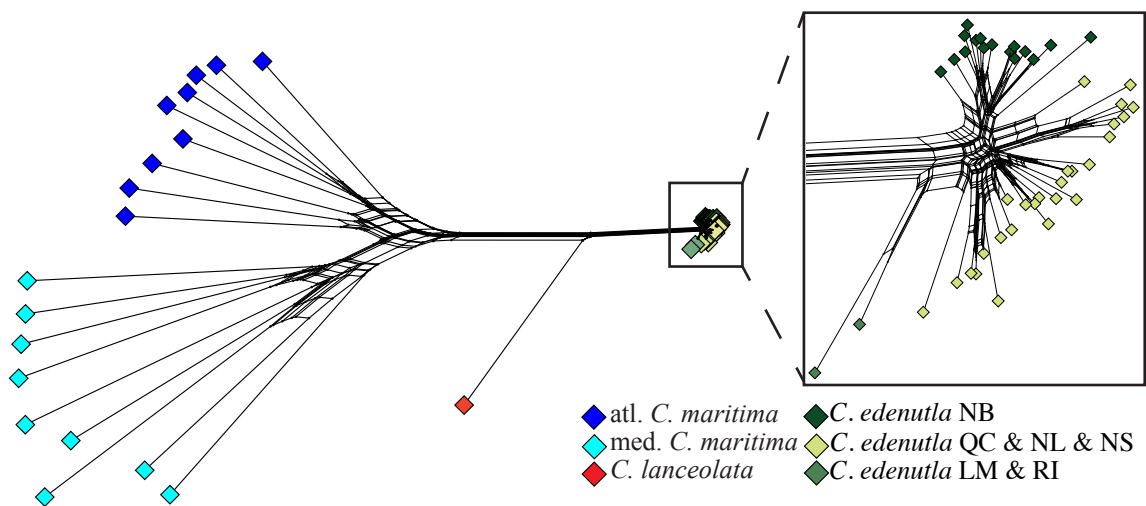 atl. C. maritima
med. C. maritima
C. lanceolata
C. edenutla NB
C. edenutla QC & NL & NS
C. edenutla LM & RI